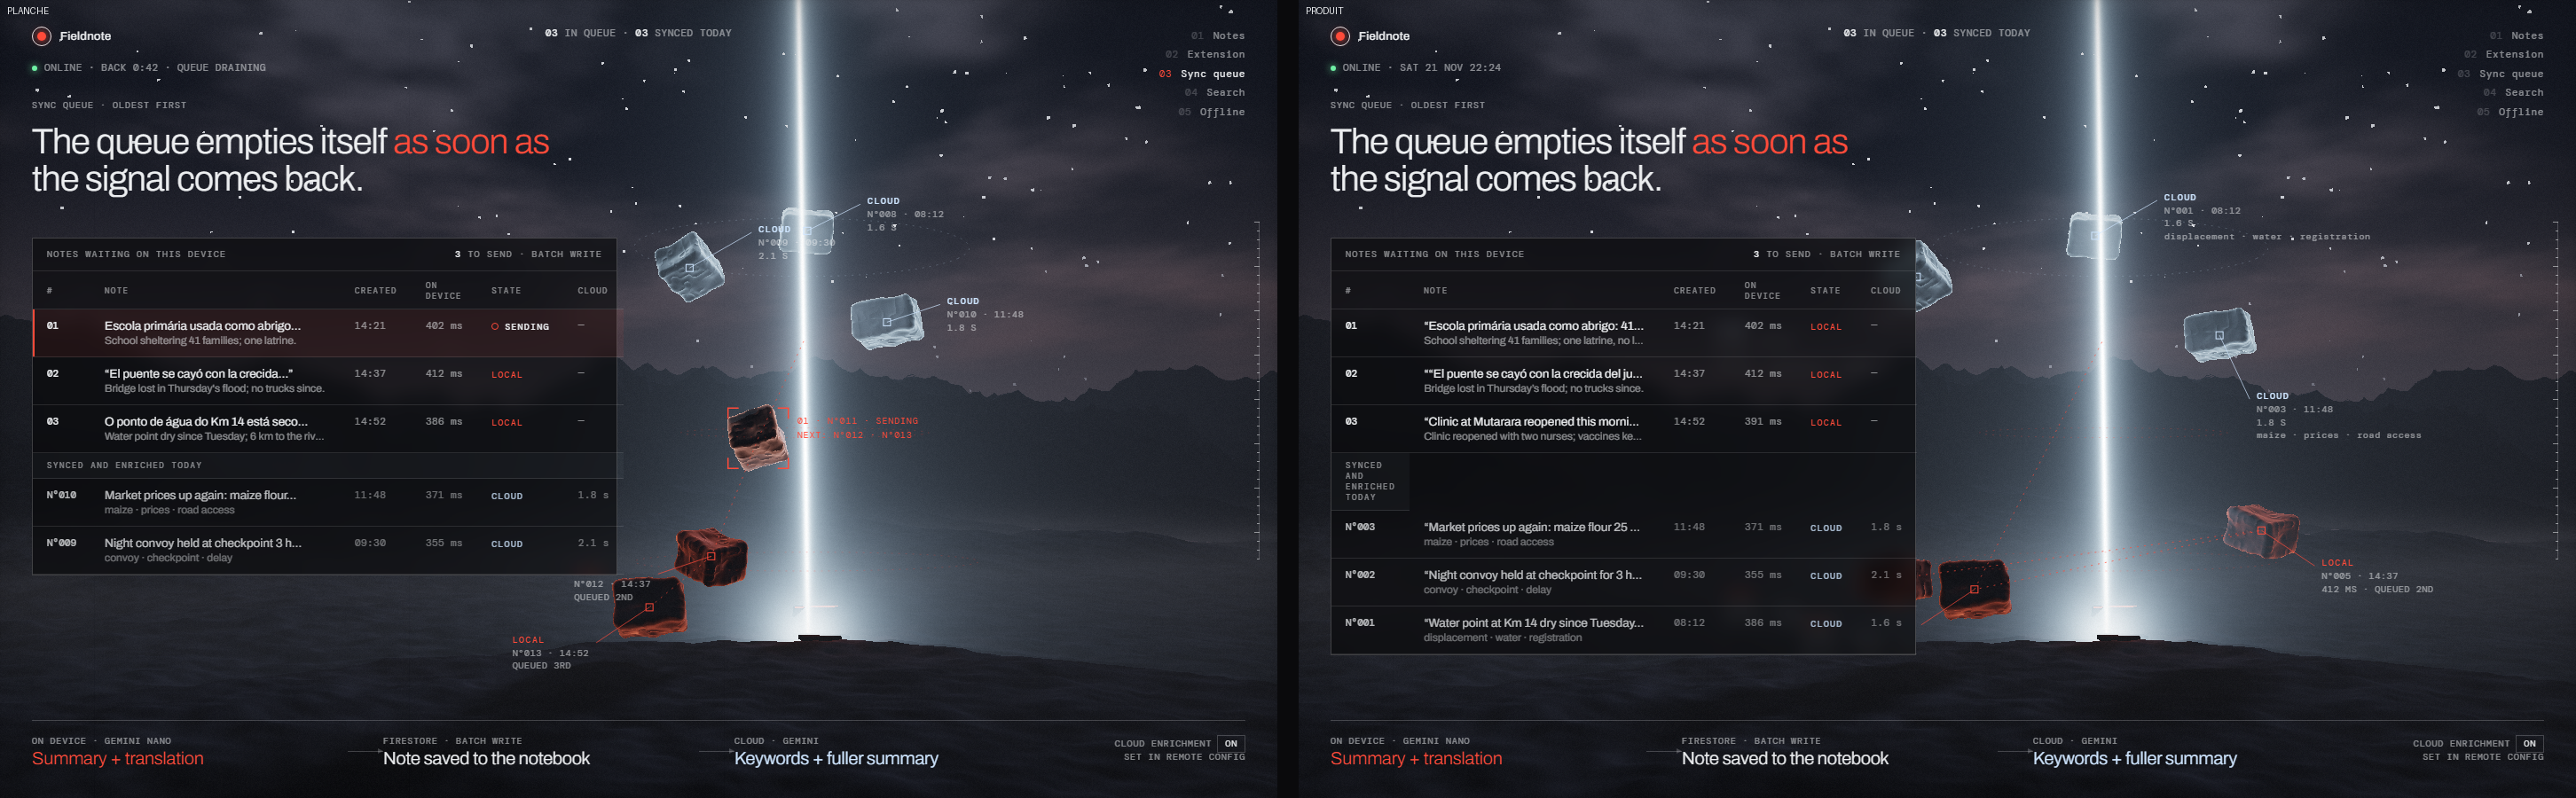 PLANCHE
Fieldnote
03 IN QUEUE · 03 SYNCED TODAY
01 Notes
02 Extension
03 Sync queue
04 Search
05 Offline
ONLINE · BACK 0:42 · QUEUE DRAINING
SYNC QUEUE · OLDEST FIRST
The queue empties itself as soon as
the signal comes back.
NOTES WAITING ON THIS DEVICE
3 TO SEND · BATCH WRITE
# NOTE CREATED ON DEVICE STATE CLOUD
01 Escola primária usada como abrigo... 14:21 402 ms SENDING —
School sheltering 41 families; one latrine.
02 “El puente se cayó con la crecida...” 14:37 412 ms LOCAL —
Bridge lost in Thursday's flood; no trucks since.
03 O ponto de água do Km 14 está seco... 14:52 386 ms LOCAL —
Water point dry since Tuesday; 6 km to the riv...
SYNCED AND ENRICHED TODAY
N°010 Market prices up again: maize flour... 11:48 371 ms CLOUD 1.8 s
maize · prices · road access
N°009 Night convoy held at checkpoint 3 h... 09:30 355 ms CLOUD 2.1 s
convoy · checkpoint · delay
CLOUD
N°008 · 08:12
1.6 S
CLOUD
N°009 · 09:30
2.1 S
CLOUD
N°010 · 11:48
1.8 S
01 · N°011 · SENDING
NEXT: N°012 · N°013
N°012 · 14:37
QUEUED 2ND
LOCAL
N°013 · 14:52
QUEUED 3RD
ON DEVICE · GEMINI NANO
Summary + translation
FIRESTORE · BATCH WRITE
Note saved to the notebook
CLOUD · GEMINI
Keywords + fuller summary
CLOUD ENRICHMENT ON
SET IN REMOTE CONFIG
PRODUIT
Fieldnote
03 IN QUEUE · 03 SYNCED TODAY
01 Notes
02 Extension
03 Sync queue
04 Search
05 Offline
ONLINE · SAT 21 NOV 22:24
SYNC QUEUE · OLDEST FIRST
The queue empties itself as soon as
the signal comes back.
NOTES WAITING ON THIS DEVICE
3 TO SEND · BATCH WRITE
# NOTE CREATED ON DEVICE STATE CLOUD
01 “Escola primária usada como abrigo: 41... 14:21 402 ms LOCAL —
School sheltering 41 families; one latrine, no l...
02 ““El puente se cayó con la crecida del ju... 14:37 412 ms LOCAL —
Bridge lost in Thursday's flood; no trucks since.
03 “Clinic at Mutarara reopened this morni... 14:52 391 ms LOCAL —
Clinic reopened with two nurses; vaccines ke...
SYNCED
AND
ENRICHED
TODAY
N°003 “Market prices up again: maize flour 25 ... 11:48 371 ms CLOUD 1.8 s
maize · prices · road access
N°002 “Night convoy held at checkpoint for 3 h... 09:30 355 ms CLOUD 2.1 s
convoy · checkpoint · delay
N°001 “Water point at Km 14 dry since Tuesday... 08:12 386 ms CLOUD 1.6 s
displacement · water · registration
CLOUD
N°001 · 08:12
1.6 S
displacement · water · registration
CLOUD
N°003 · 11:48
1.8 S
maize · prices · road access
LOCAL
N°005 · 14:37
412 MS · QUEUED 2ND
ON DEVICE · GEMINI NANO
Summary + translation
FIRESTORE · BATCH WRITE
Note saved to the notebook
CLOUD · GEMINI
Keywords + fuller summary
CLOUD ENRICHMENT ON
SET IN REMOTE CONFIG